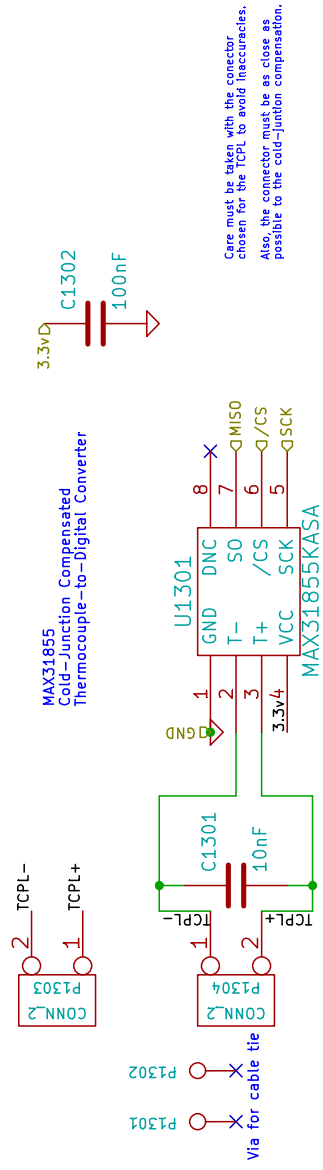 Care must be taken with the conector
chosen for the TCPL to avoid inaccuracies.
Also, the connector must be as close as
possible to the cold-juntion compensation.
C1302
100nF
3.3v
MAX31855
Cold-Junction Compensated
Thermocouple-to-Digital Converter
U1301
MAX31855KASA
GND
T-
T+
VCC
DNC
SO
/CS
SCK
1
2
3
4
8
7
6
5
MISO
/CS
SCK
GND
3.3v
C1301
10nF
TCPL-
TCPL+
2
1
CONN_2
P1303
TCPL-
TCPL+
1
2
CONN_2
P1304
P1302
P1301
Via for cable tie